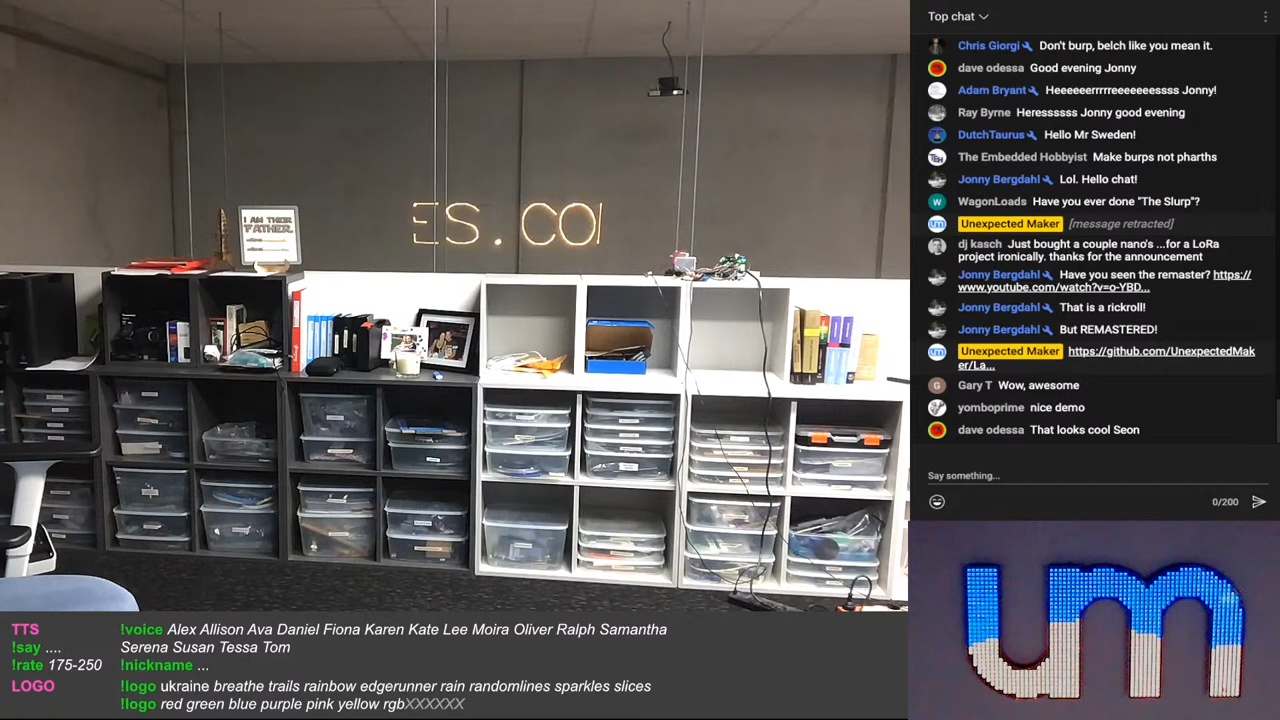 I AM THEIR
FATHER.
ES.CO
TTS
!voice Alex Allison Ava Daniel Fiona Karen Kate Lee Moira Oliver Ralph Samantha
!say ....
Serena Susan Tessa Tom
!rate 175-250
!nickname ...
LOGO
!logo ukraine breathe trails rainbow edgerunner rain randomlines sparkles slices
!logo red green blue purple pink yellow rgbXXXXXX
Top chat
Chris Giorgi Don't burp, belch like you mean it.
dave odessa Good evening Jonny
Adam Bryant Heeeeeerrrrreeeeeeessss Jonny!
Ray Byrne Heressssss Jonny good evening
DutchTaurus Hello Mr Sweden!
The Embedded Hobbyist Make burps not pharths
Jonny Bergdahl Lol. Hello chat!
W WagonLoads Have you ever done "The Slurp"?
Unexpected Maker [message retracted]
dj kasch Just bought a couple nano's ...for a LoRa
project ironically. thanks for the announcement
Jonny Bergdahl Have you seen the remaster? https://
www.youtube.com/watch?v=o-YBD...
Jonny Bergdahl That is a rickroll!
Jonny Bergdahl But REMASTERED!
Unexpected Maker https://github.com/UnexpectedMak
er/La...
G Gary T Wow, awesome
yomboprime nice demo
dave odessa That looks cool Seon
Say something...
0/200
um